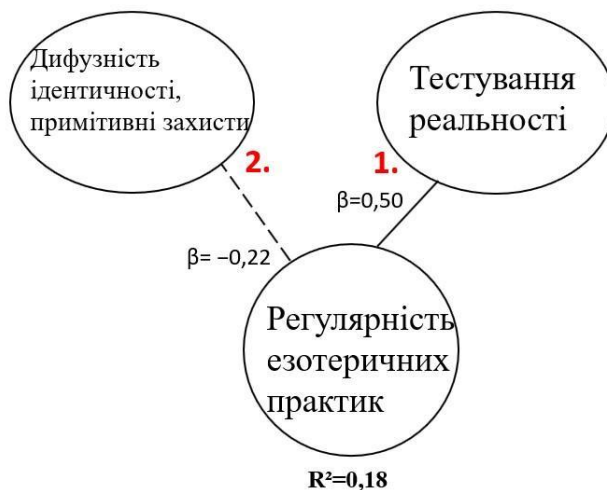 Дифузність
ідентичності,
примітивні захисти
Тестування
реальності
2.
1.
β=0,50
β= −0,22
Регулярність
езотеричних
практик
R²=0,18